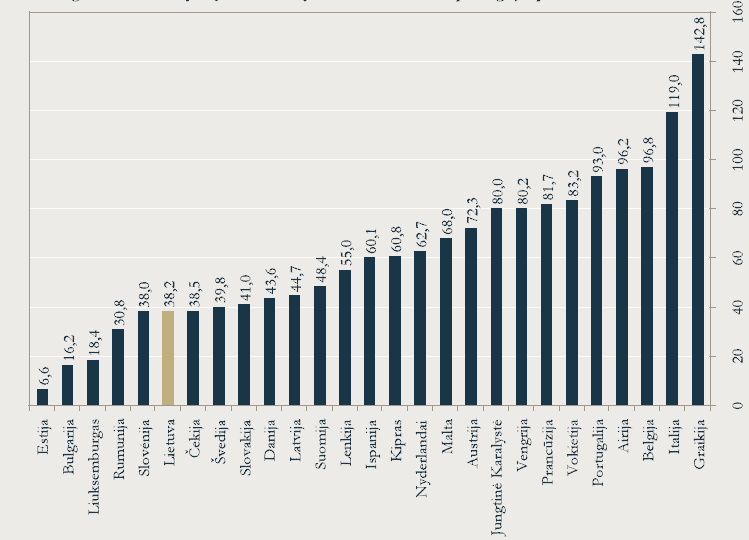 160
140
120
100
80
60
40
20
0
6,6
16,2
18,4
30,8
38,0
38,2
38,5
39,8
41,0
43,6
44,7
48,4
55,0
60,1
60,8
62,7
68,0
72,3
80,0
80,2
81,7
83,2
93,0
96,2
96,8
119,0
142,8
Estija
Bulgarija
Liuksemburgas
Rumunija
Slovėnija
Lietuva
Čekija
Švedija
Slovakija
Danija
Latvija
Suomija
Lenkija
Ispanija
Kipras
Nyderlandai
Malta
Austrija
Jungtinė Karalystė
Vengrija
Prancūzija
Vokietija
Portugalija
Airija
Belgija
Italija
Graikija